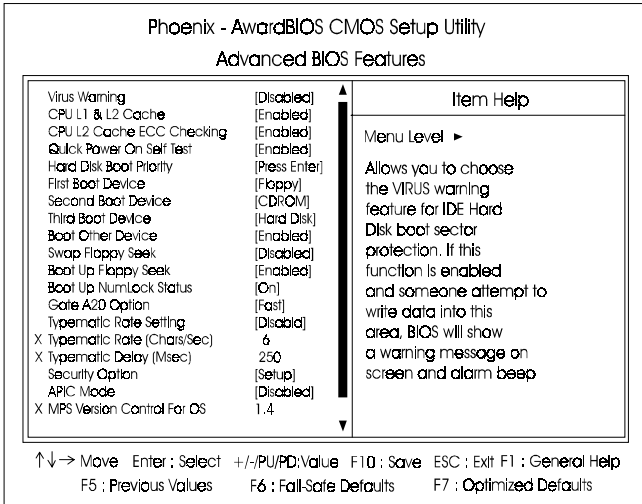 Phoenix - AwardBIOS CMOS Setup Utility
Advanced BIOS Features
Virus Warning [Disabled]
CPU L1 & L2 Cache [Enabled]
CPU L2 Cache ECC Checking [Enabled]
Quick Power On Self Test [Enabled]
Hard Disk Boot Priority [Press Enter]
First Boot Device [Floppy]
Second Boot Device [CDROM]
Third Boot Device [Hard Disk]
Boot Other Device [Enabled]
Swap Floppy Seek [Disabled]
Boot Up Floppy Seek [Enabled]
Boot Up NumLock Status [On]
Gate A20 Option [Fast]
Typematic Rate Setting [Disabld]
X Typematic Rate (Chars/Sec) 6
X Typematic Delay (Msec) 250
Security Option [Setup]
APIC Mode [Disabled]
X MPS Version Control For OS 1.4
Item Help
Menu Level ►
Allows you to choose
the VIRUS warning
feature for IDE Hard
Disk boot sector
protection. If this
function is enabled
and someone attempt to
write data into this
area, BIOS will show
a warning message on
screen and alarm beep
↑↓→ Move Enter : Select +/-/PU/PD:Value F10 : Save ESC : Exit F1 : General Help
F5 : Previous Values F6 : Fail-Safe Defaults F7 : Optimized Defaults